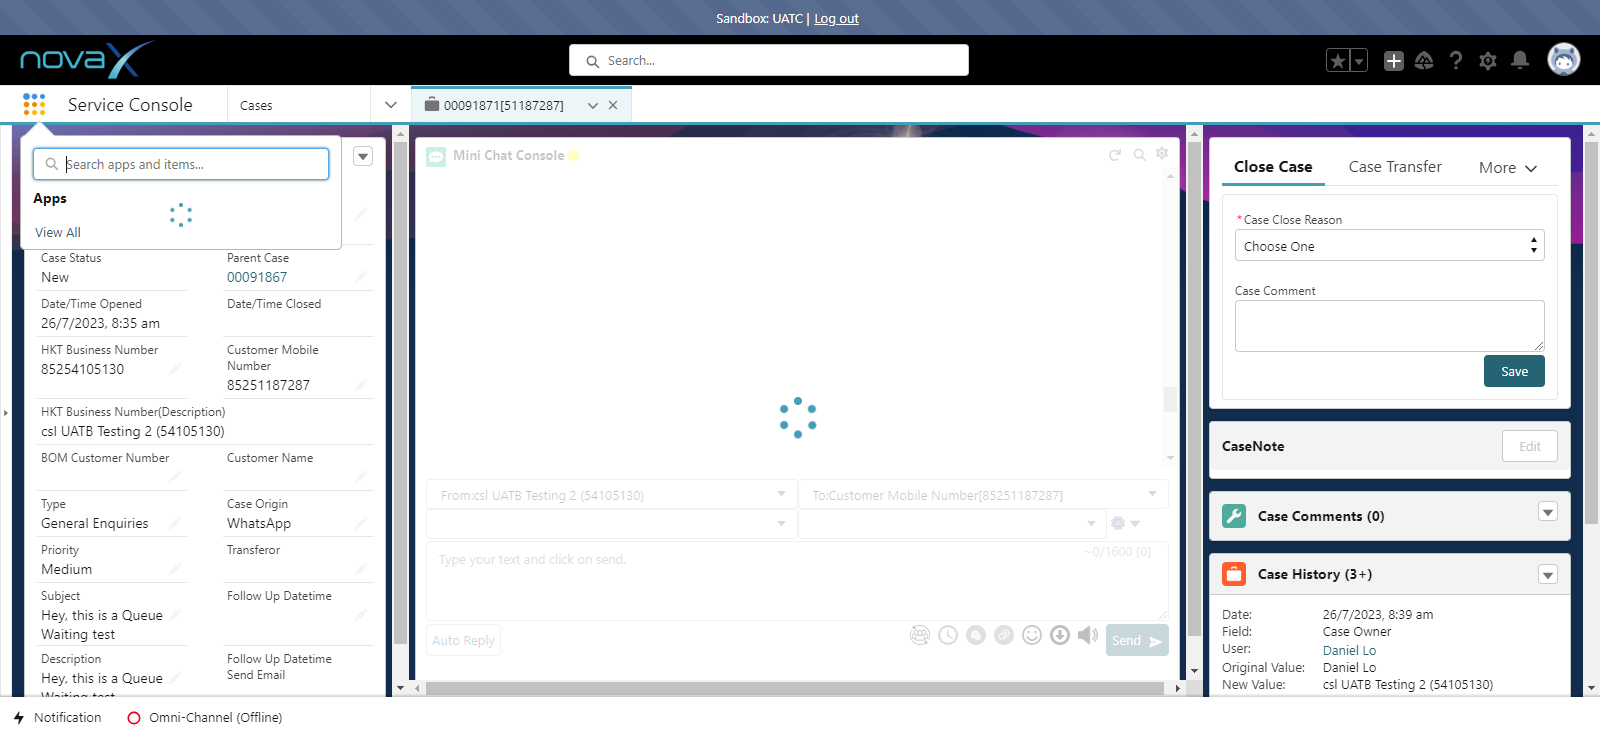 Sandbox: UATC | Log out
novaX
Search...
Service Console
Cases
00091871[51187287]
Search apps and items...
Apps
View All
Case Status
New
Parent Case
00091867
Date/Time Opened
26/7/2023, 8:35 am
Date/Time Closed
HKT Business Number
85254105130
Customer Mobile
Number
85251187287
HKT Business Number(Description)
csl UATB Testing 2 (54105130)
BOM Customer Number
Customer Name
Type
General Enquiries
Case Origin
WhatsApp
Priority
Medium
Transferor
Subject
Hey, this is a Queue
Waiting test
Follow Up Datetime
Description
Hey, this is a Queue
Waiting test
Follow Up Datetime
Send Email
Mini Chat Console
From:csl UATB Testing 2 (54105130)
To:Customer Mobile Number[85251187287]
Type your text and click on send.
~0/1600 [0]
Auto Reply
Send
Close Case
Case Transfer
More
*Case Close Reason
Choose One
Case Comment
Save
CaseNote
Edit
Case Comments (0)
Case History (3+)
Date: 26/7/2023, 8:39 am
Field: Case Owner
User: Daniel Lo
Original Value: Daniel Lo
New Value: csl UATB Testing 2 (54105130)
Notification
Omni-Channel (Offline)